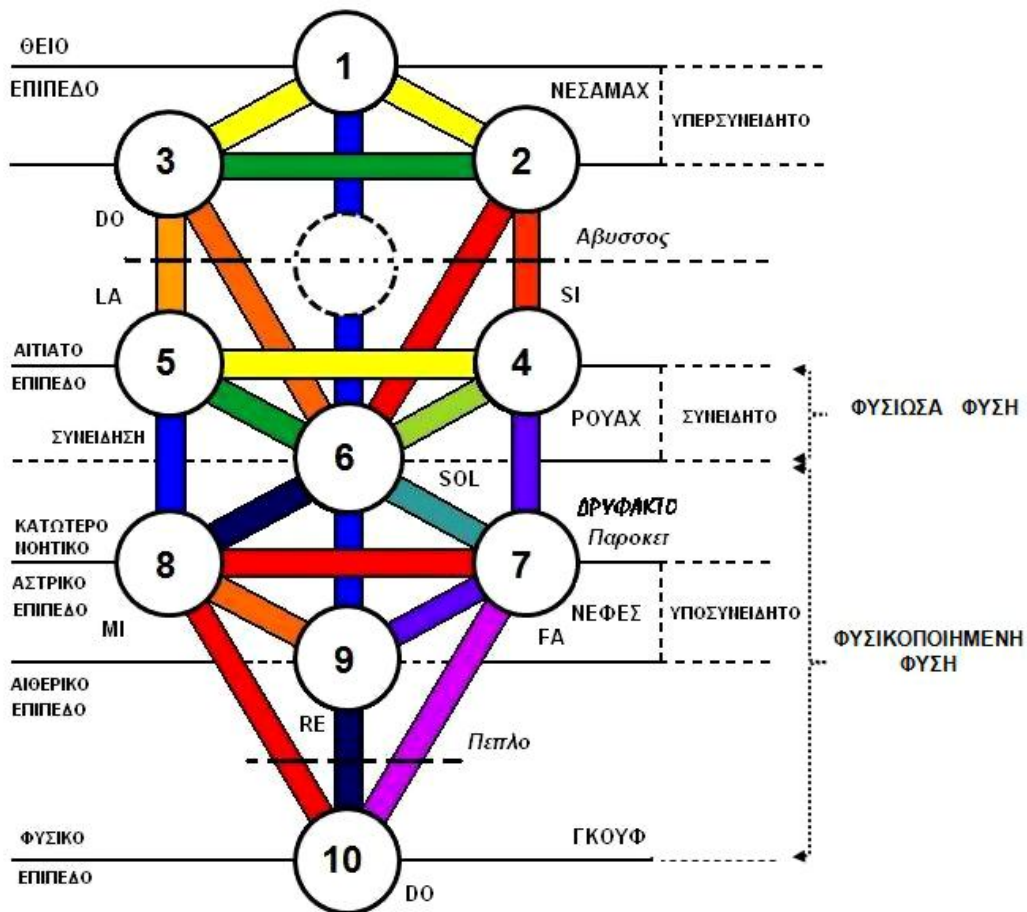 ΘΕΙΟ
1
ΕΠΙΠΕΔΟ
ΝΕΣΑΜΑΧ
ΥΠΕΡΣΥΝΕΙΔΗΤΟ
3
2
DO
Αβυσσος
LA
SI
ΑΙΤΙΑΤΟ
5
4
ΕΠΙΠΕΔΟ
ΡΟΥΑΧ
ΣΥΝΕΙΔΗΤΟ
ΦΥΣΙΩΣΑ ΦΥΣΗ
ΣΥΝΕΙΔΗΣΗ
6
SOL
ΔΡΥΦΑΚΤΟ
ΚΑΤΩΤΕΡΟ
ΝΟΗΤΙΚΟ
Παροκετ
8
7
ΑΣΤΡΙΚΟ
ΕΠΙΠΕΔΟ
MI
ΝΕΦΕΣ
ΥΠΟΣΥΝΕΙΔΗΤΟ
FA
ΦΥΣΙΚΟΠΟΙΗΜΕΝΗ
ΦΥΣΗ
9
ΑΙΘΕΡΙΚΟ
ΕΠΙΠΕΔΟ
RE
Πεπλο
ΦΥΣΙΚΟ
10
ΓΚΟΥΦ
ΕΠΙΠΕΔΟ
DO